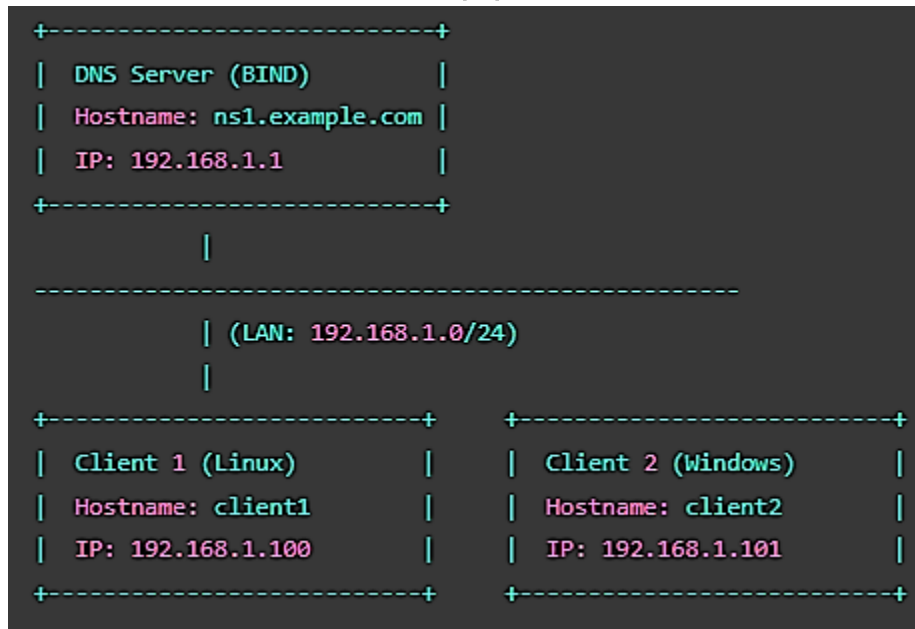 +----------------------------+
|  DNS Server (BIND)         |
|  Hostname: ns1.example.com |
|  IP: 192.168.1.1           |
+----------------------------+
            |
---------------------------------------------------
            | (LAN: 192.168.1.0/24)
            |
+---------------------------+     +---------------------------+
|  Client 1 (Linux)         |     |  Client 2 (Windows)       |
|  Hostname: client1        |     |  Hostname: client2        |
|  IP: 192.168.1.100        |     |  IP: 192.168.1.101        |
+---------------------------+     +---------------------------+